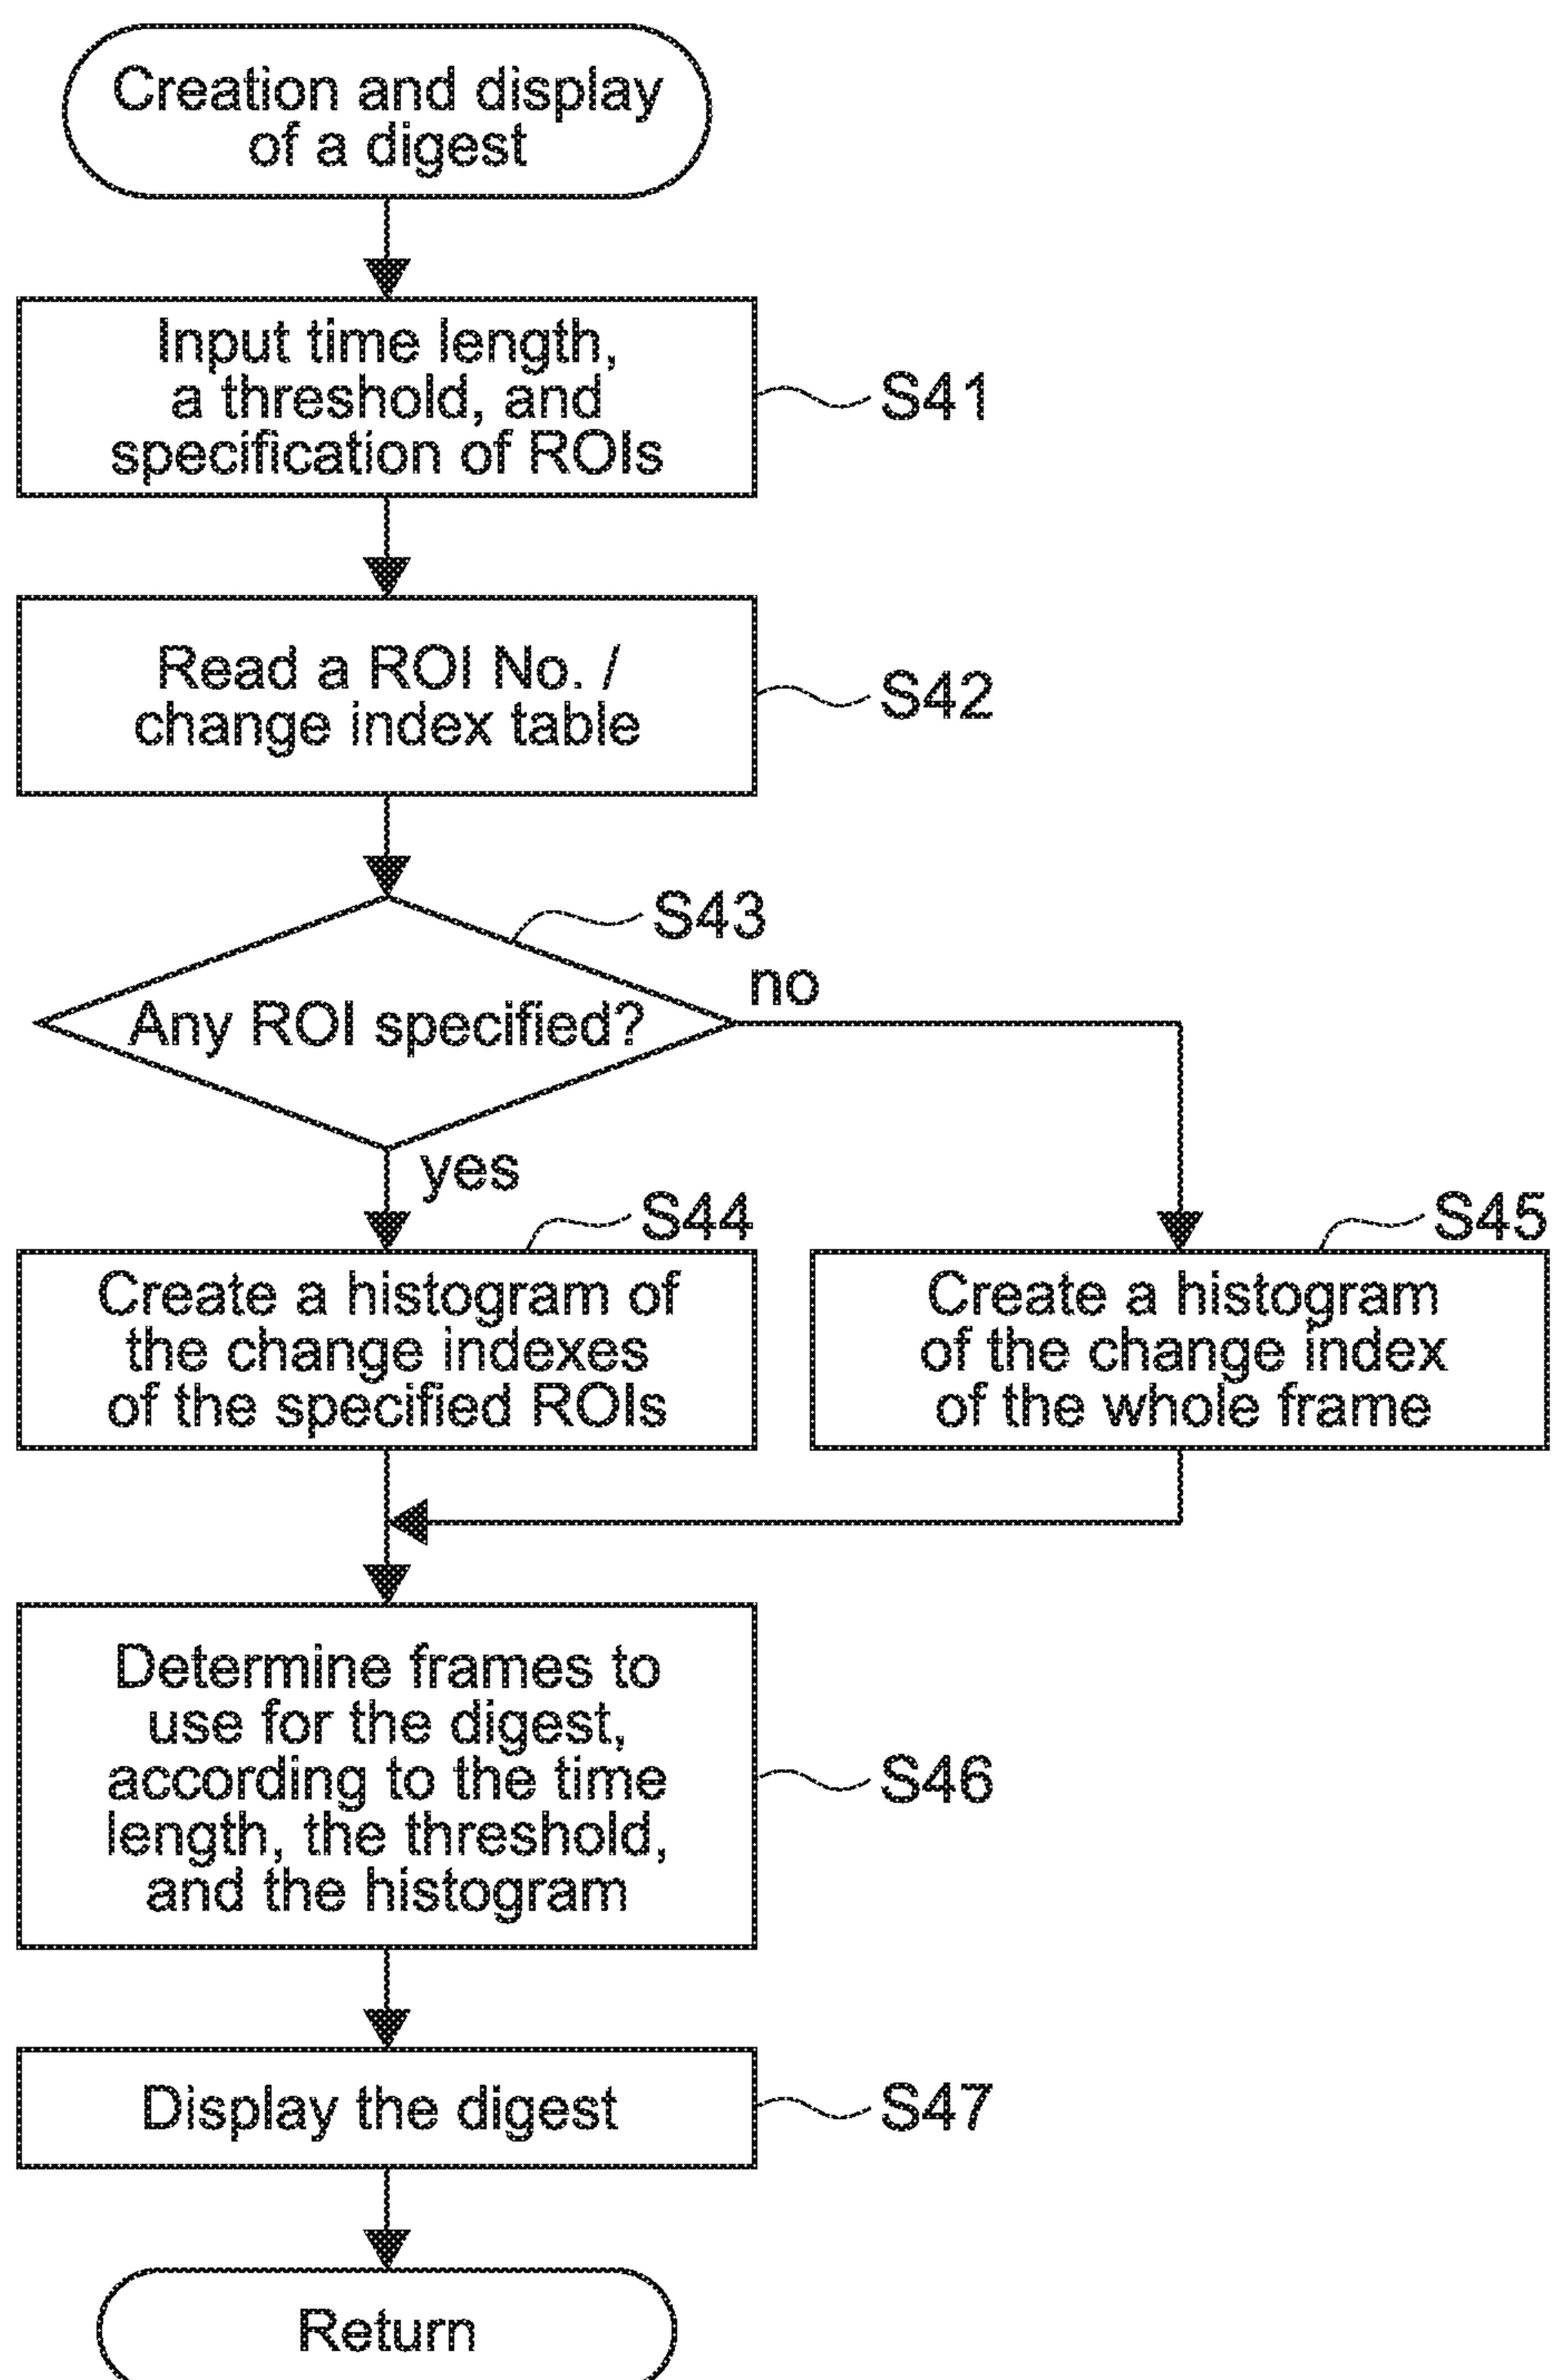 Creation and display
of a digest
Input time length,
a threshold, and
specification of ROIs
S41
Read a ROI No. /
change index table
S42
S43
Any ROI specified?
no
yes
S44
Create a histogram of
the change indexes
of the specified ROIs
S45
Create a histogram
of the change index
of the whole frame
Determine frames to
use for the digest,
according to the time
length, the threshold,
and the histogram
S46
Display the digest
S47
Return